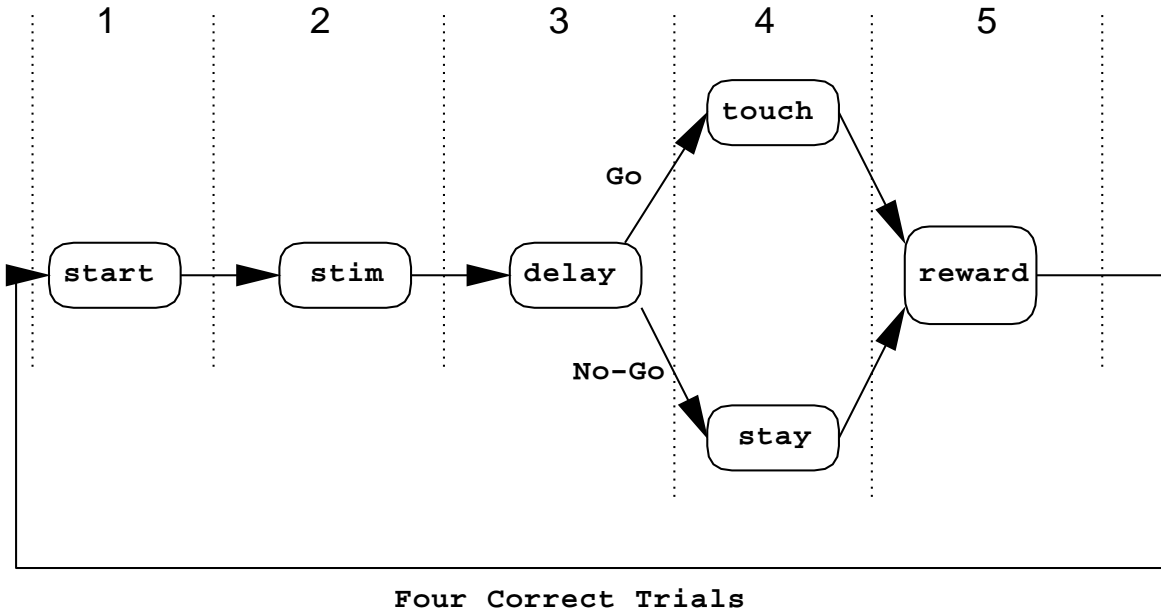 1 2 3 4 5
touch
Go
start stim delay reward
No-Go
stay
Four Correct Trials